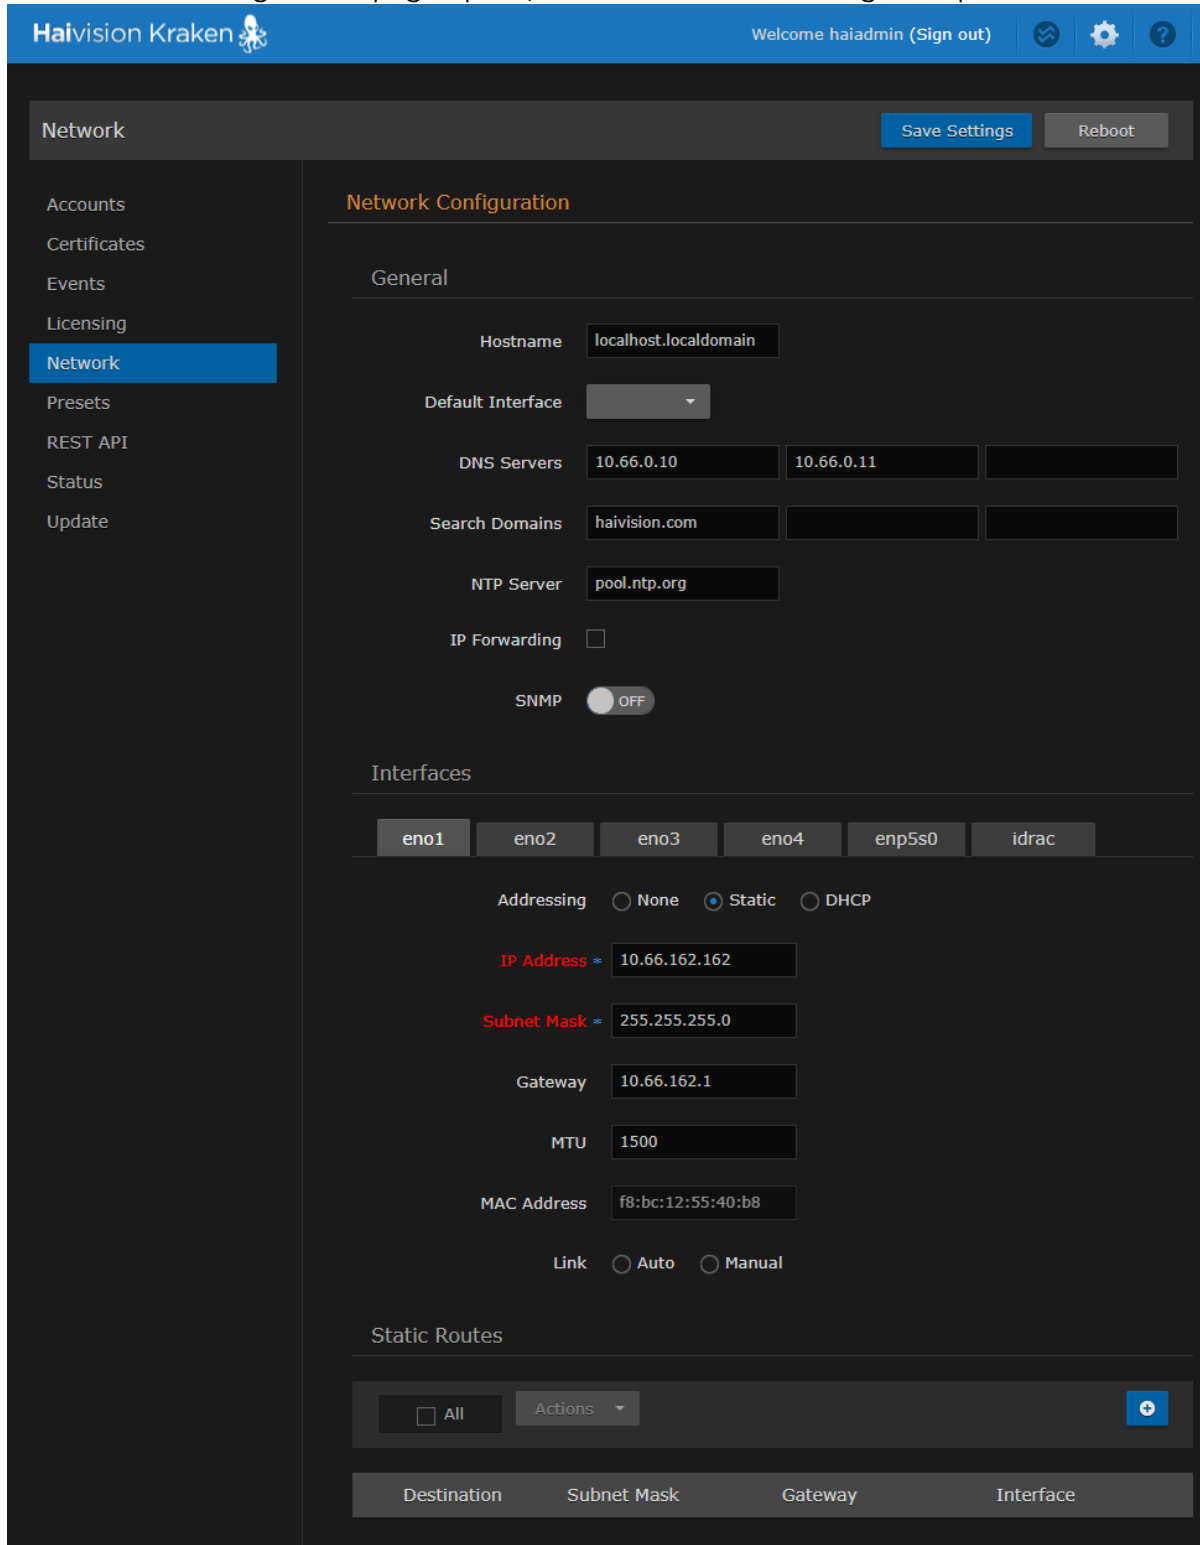 Haivision Kraken
Welcome haiadmin (Sign out)
Network
Save Settings
Reboot
Accounts
Certificates
Events
Licensing
Network
Presets
REST API
Status
Update
Network Configuration
General
Hostname localhost.localdomain
Default Interface
DNS Servers 10.66.0.10 10.66.0.11
Search Domains haivision.com
NTP Server pool.ntp.org
IP Forwarding
SNMP OFF
Interfaces
eno1 eno2 eno3 eno4 enp5s0 idrac
Addressing None Static DHCP
IP Address * 10.66.162.162
Subnet Mask * 255.255.255.0
Gateway 10.66.162.1
MTU 1500
MAC Address f8:bc:12:55:40:b8
Link Auto Manual
Static Routes
All Actions
Destination Subnet Mask Gateway Interface